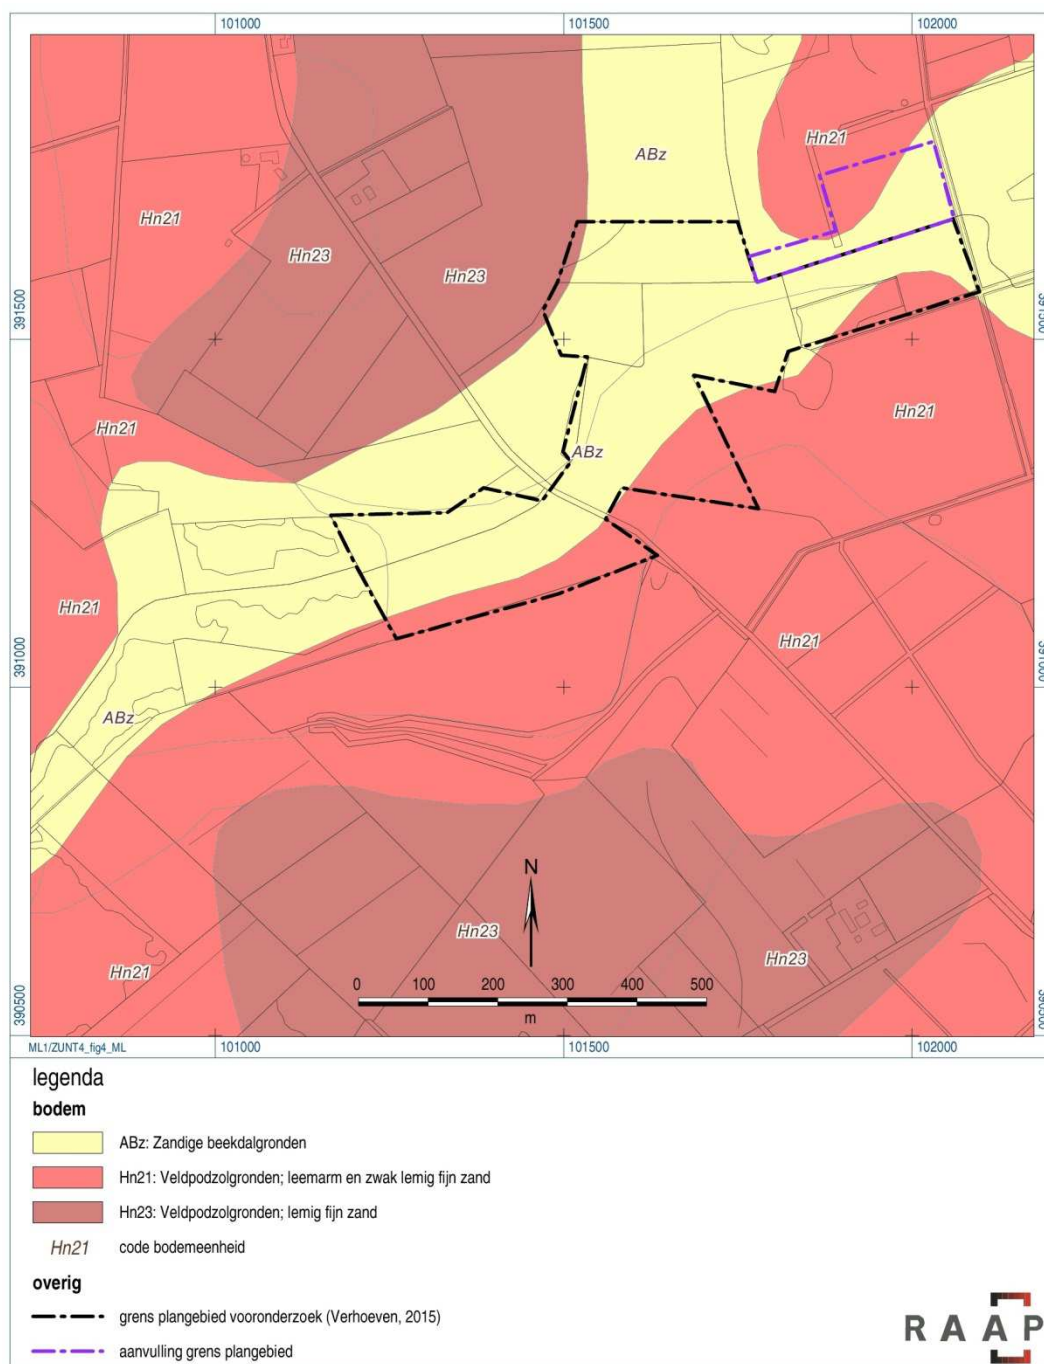 101000 101500 102000
Hn21
ABz
Hn21
Hn23
Hn23
391500 391500
Hn21
Hn21
ABz
Hn21
Hn21
391000 391000
ABz
N
Hn23
Hn23
Hn21
0 100 200 300 400 500
m
390500 390500
ML1/ZUNT4_fig4_ML
101000 101500 102000
legenda
bodem
ABz: Zandige beekdalgronden
Hn21: Veldpodzolgronden; leemarm en zwak lemig fijn zand
Hn23: Veldpodzolgronden; lemig fijn zand
Hn21 code bodemeenheid
overig
grens plangebied vooronderzoek (Verhoeven, 2015)
aanvulling grens plangebied
RAAP